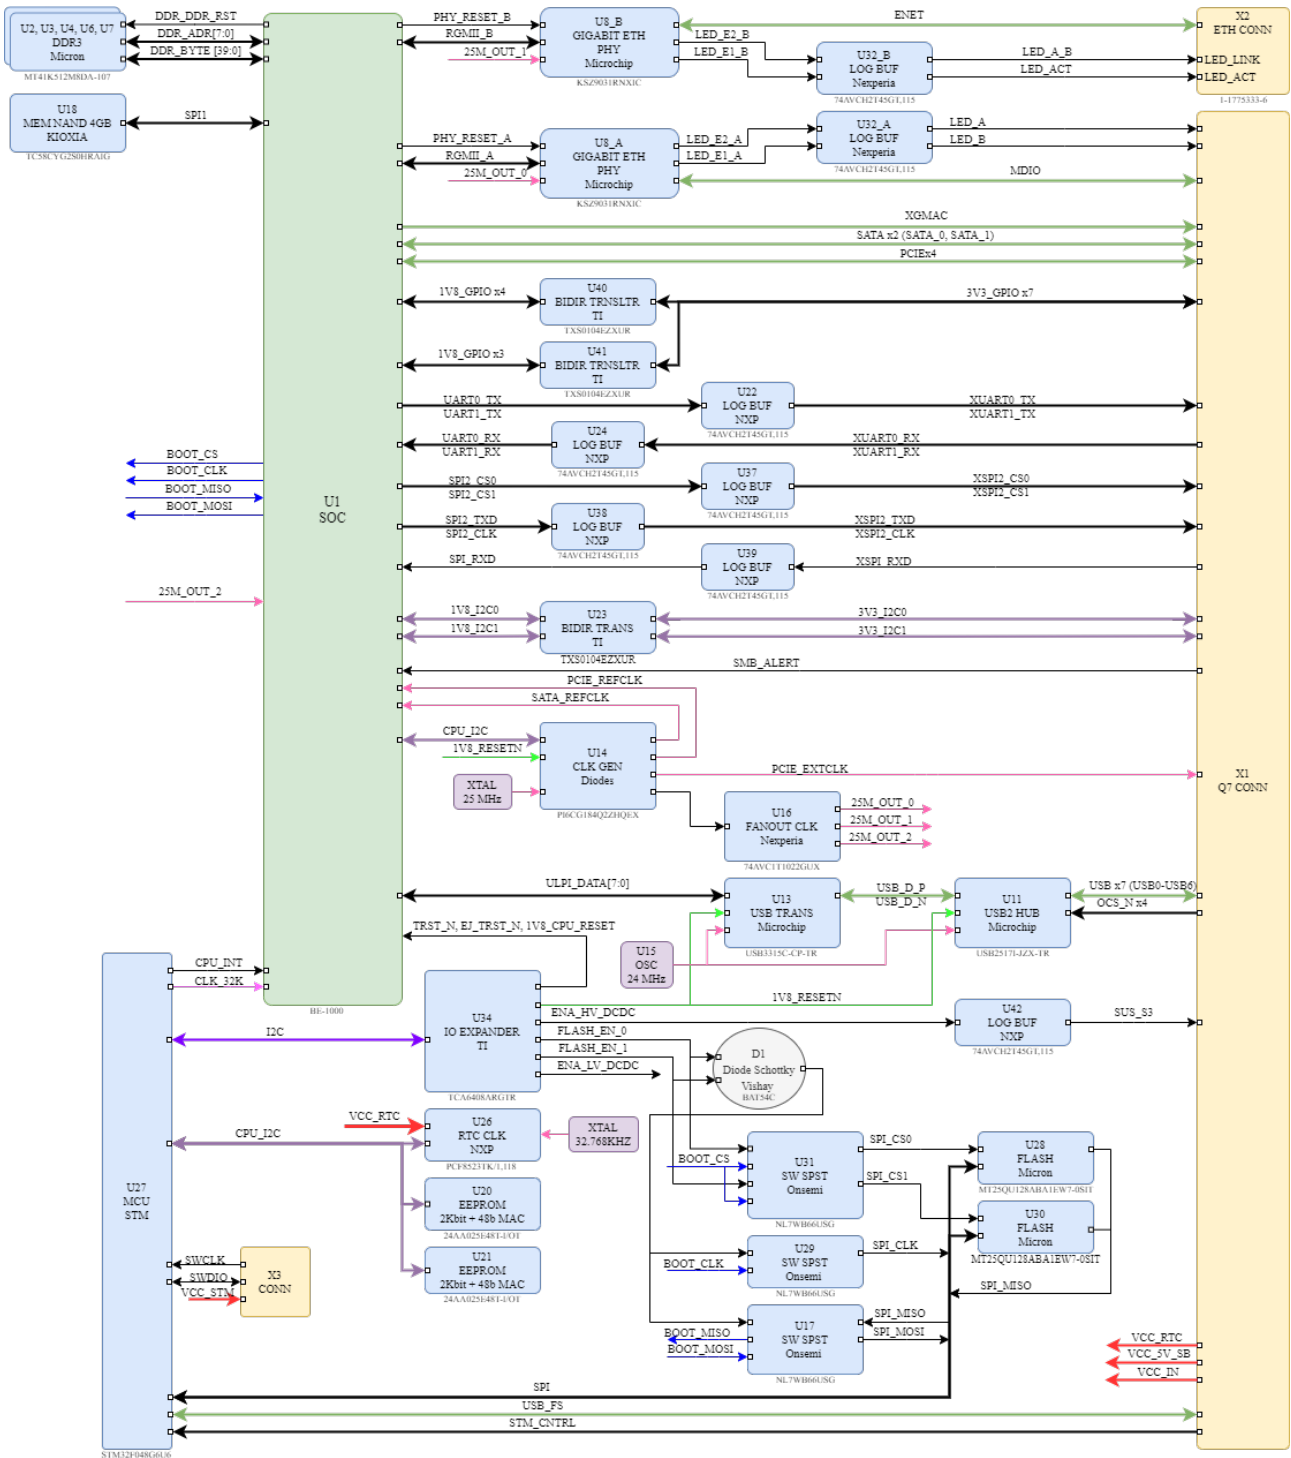 DDR_DDR_RST
DDR_ADR[7:0]
DDR_BYTE [39:0]
U2, U3, U4, U6, U7
DDR3
Micron
MT41K512M8DA-107
U18
MEM NAND 4GB
KIOXIA
TC58CYG2S0HRAIG
SPI1
PHY_RESET_B
RGMII_B
25M_OUT_1
U8_B
GIGABIT ETH
PHY
Microchip
KSZ9031RNXIC
ENET
LED_E2_B
LED_E1_B
U32_B
LOG BUF
Nexperia
74AVCH2T45GT,115
LED_A_B
LED_ACT
X2
ETH CONN
LED_LINK
LED_ACT
1-1775333-6
PHY_RESET_A
RGMII_A
25M_OUT_0
U8_A
GIGABIT ETH
PHY
Microchip
KSZ9031RNXIC
LED_E2_A
LED_E1_A
U32_A
LOG BUF
Nexperia
74AVCH2T45GT,115
LED_A
LED_B
MDIO
XGMAC
SATA x2 (SATA_0, SATA_1)
PCIEx4
1V8_GPIO x4
U40
BIDIR TRNSLTR
TI
TXS0104EZXUR
3V3_GPIO x7
1V8_GPIO x3
U41
BIDIR TRNSLTR
TI
TXS0104EZXUR
UART0_TX
UART1_TX
U22
LOG BUF
NXP
74AVCH2T45GT,115
XUART0_TX
XUART1_TX
UART0_RX
UART1_RX
U24
LOG BUF
NXP
74AVCH2T45GT,115
XUART0_RX
XUART1_RX
BOOT_CS
BOOT_CLK
BOOT_MISO
BOOT_MOSI
U1
SOC
SPI2_CS0
SPI2_CS1
U37
LOG BUF
NXP
74AVCH2T45GT,115
XSPI2_CS0
XSPI2_CS1
SPI2_TXD
SPI2_CLK
U38
LOG BUF
NXP
74AVCH2T45GT,115
XSPI2_TXD
XSPI2_CLK
SPI_RXD
U39
LOG BUF
NXP
74AVCH2T45GT,115
XSPI_RXD
25M_OUT_2
1V8_I2C0
1V8_I2C1
U23
BIDIR TRANS
TI
TXS0104EZXUR
3V3_I2C0
3V3_I2C1
SMB_ALERT
PCIE_REFCLK
SATA_REFCLK
CPU_I2C
1V8_RESETN
XTAL
25 MHz
U14
CLK GEN
Diodes
PI6CG184Q2ZHQEX
PCIE_EXTCLK
X1
Q7 CONN
U16
FANOUT CLK
Nexperia
74AVC1T1022GUX
25M_OUT_0
25M_OUT_1
25M_OUT_2
ULPI_DATA[7:0]
U13
USB TRANS
Microchip
USB3315C-CP-TR
USB_D_P
USB_D_N
U11
USB2 HUB
Microchip
USB2517I-JZX-TR
USB x7 (USB0-USB6)
OCS_N x4
TRST_N, EJ_TRST_N, 1V8_CPU_RESET
U15
OSC
24 MHz
CPU_INT
CLK_32K
BE-1000
1V8_RESETN
I2C
U34
IO EXPANDER
TI
TCA6408ARGTR
ENA_HV_DCDC
FLASH_EN_0
FLASH_EN_1
ENA_LV_DCDC
U42
LOG BUF
NXP
74AVCH2T45GT,115
SUS_S3
D1
Diode Schottky
Vishay
BAT54C
VCC_RTC
CPU_I2C
U26
RTC CLK
NXP
PCF8523TK/1,118
XTAL
32.768KHZ
U20
EEPROM
2Kbit + 48b MAC
24AA025E48T-I/OT
U21
EEPROM
2Kbit + 48b MAC
24AA025E48T-I/OT
U27
MCU
STM
STM32F048G6U6
SWCLK
SWDIO
VCC_STM
X3
CONN
BOOT_CS
U31
SW SPST
Onsemi
NL7WB66USG
SPI_CS0
SPI_CS1
U28
FLASH
Micron
MT25QU128ABA1EW7-0SIT
U30
FLASH
Micron
MT25QU128ABA1EW7-0SIT
BOOT_CLK
U29
SW SPST
Onsemi
NL7WB66USG
SPI_CLK
SPI_MISO
BOOT_MISO
BOOT_MOSI
U17
SW SPST
Onsemi
NL7WB66USG
SPI_MISO
SPI_MOSI
VCC_RTC
VCC_5V_SB
VCC_IN
SPI
USB_FS
STM_CNTRL